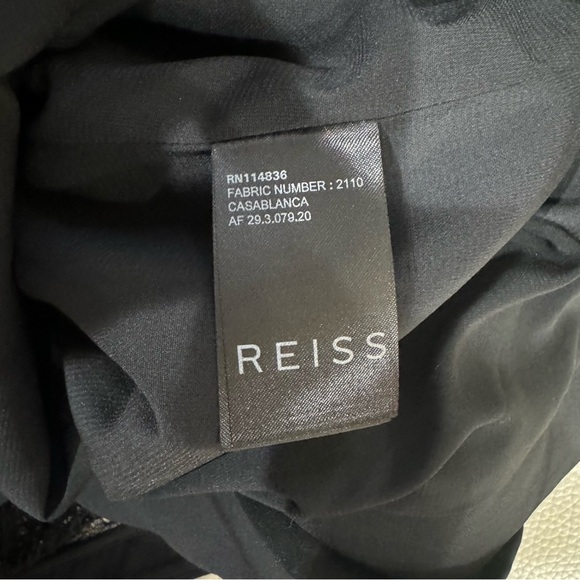 RN114836
FABRIC NUMBER : 2110
CASABLANCA
AF 29.3.079.20
REISS